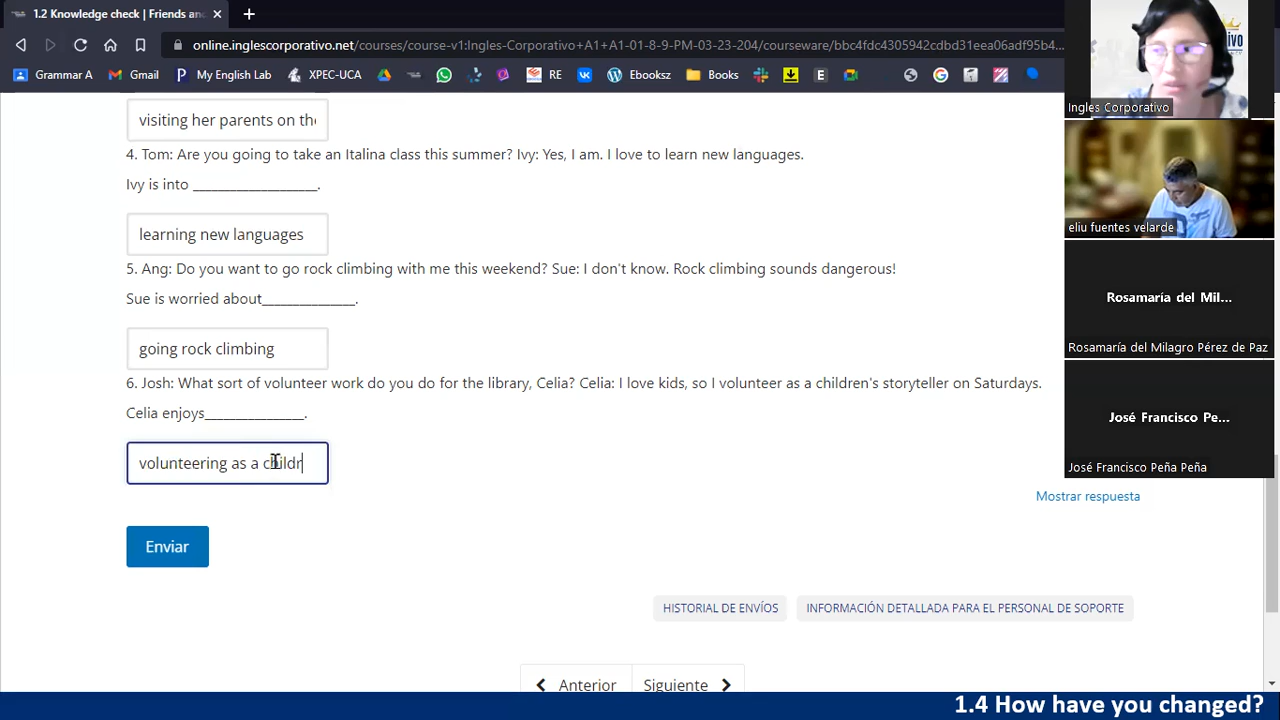 1.2 Knowledge check | Friends an
online.inglescorporativo.net/courses/course-v1:Ingles-Corporativo+A1+A1-01-8-9-PM-03-23-204/courseware/bbc4fdc4305942cdbd31eea06adf95b4...
Grammar A
Gmail
My English Lab
XPEC-UCA
RE
WordPress
Ebooksz
Books
visiting her parents on the
4. Tom: Are you going to take an Italina class this summer? Ivy: Yes, I am. I love to learn new languages.
Ivy is into ____________________.
learning new languages
5. Ang: Do you want to go rock climbing with me this weekend? Sue: I don't know. Rock climbing sounds dangerous!
Sue is worried about_______________.
going rock climbing
6. Josh: What sort of volunteer work do you do for the library, Celia? Celia: I love kids, so I volunteer as a children's storyteller on Saturdays.
Celia enjoys________________.
volunteering as a childr
Mostrar respuesta
Enviar
HISTORIAL DE ENVÍOS
INFORMACIÓN DETALLADA PARA EL PERSONAL DE SOPORTE
Anterior
Siguiente
Ingles Corporativo
eliu fuentes velarde
Rosamaría del Mil...
Rosamaría del Milagro Pérez de Paz
José Francisco Pe...
José Francisco Peña Peña
1.4 How have you changed?